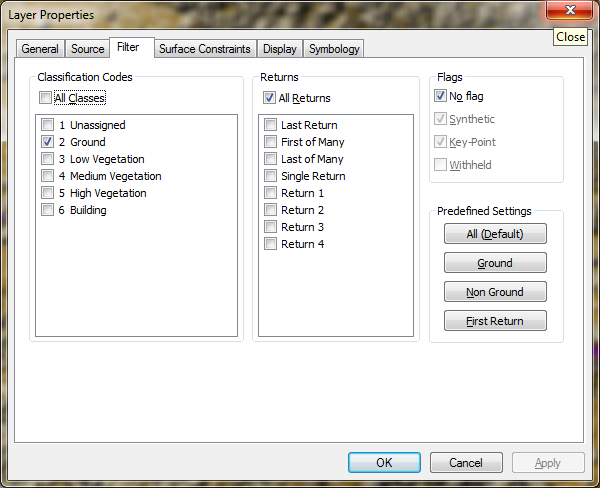 Layer Properties
Close
General Source Filter Surface Constraints Display Symbology
Classification Codes
All Classes
1 Unassigned
2 Ground
3 Low Vegetation
4 Medium Vegetation
5 High Vegetation
6 Building
Returns
All Returns
Last Return
First of Many
Last of Many
Single Return
Return 1
Return 2
Return 3
Return 4
Flags
No flag
Synthetic
Key-Point
Withheld
Predefined Settings
All (Default)
Ground
Non Ground
First Return
OK Cancel Apply